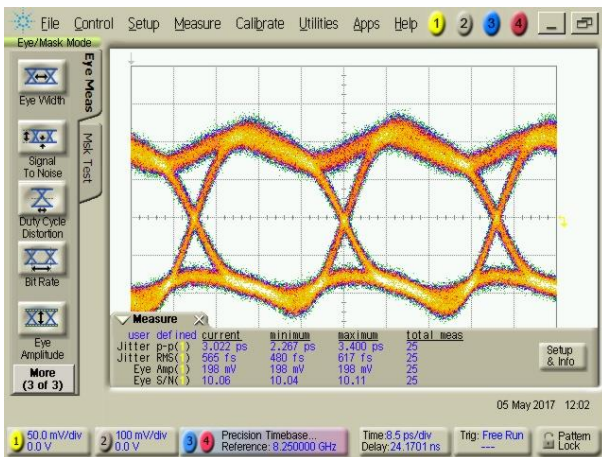 File Control Setup Measure Calibrate Utilities Apps Help 1 2 3 4
Eye/Mask Mode
Eye Meas
Msk Test
Eye Width
Signal
To Noise
Duty Cycle
Distortion
Bit Rate
Eye
Amplitude
More
(3 of 3)
Measure
user defined current minimum maximum total meas
Jitter p-p( ) 3.022 ps 2.267 ps 3.400 ps 25
Jitter RMS( ) 565 fs 480 fs 617 fs 25
Eye Amp( ) 198 mV 198 mV 198 mV 25
Eye S/N( ) 10.06 10.04 10.11 25
Setup
& Info
05 May 2017 12:02
1 50.0 mV/div
0.0 V
2 100 mV/div
0.0 V
3 4 Precision Timebase...
Reference: 8.250000 GHz
Time:8.5 ps/div
Delay:24.1701 ns
Trig: Free Run
---
Pattern
Lock